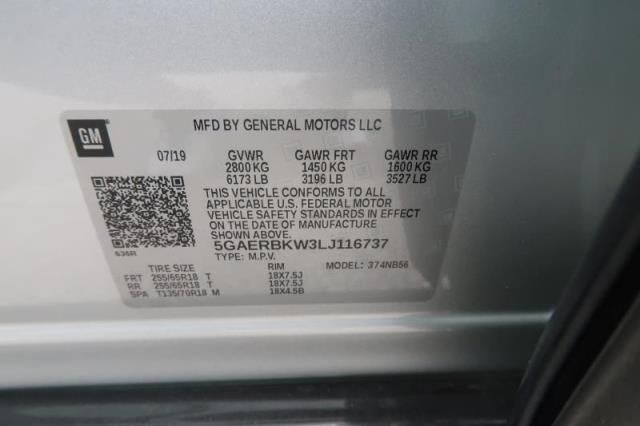 GM
MFD BY GENERAL MOTORS LLC
07/19 GVWR GAWR FRT GAWR RR
2800 KG 1450 KG 1600 KG
6173 LB 3196 LB 3527 LB
THIS VEHICLE CONFORMS TO ALL
APPLICABLE U.S. FEDERAL MOTOR
VEHICLE SAFETY STANDARDS IN EFFECT
ON THE DATE OF MANUFACTURE
SHOWN ABOVE.
636R
5GAERBKW3LJ116737
TYPE: M.P.V. MODEL: 374NB56
TIRE SIZE RIM
FRT 255/65R18 T 18X7.5J
RR 255/65R18 T 18X7.5J
SPA T135/70R18 M 18X4.5B